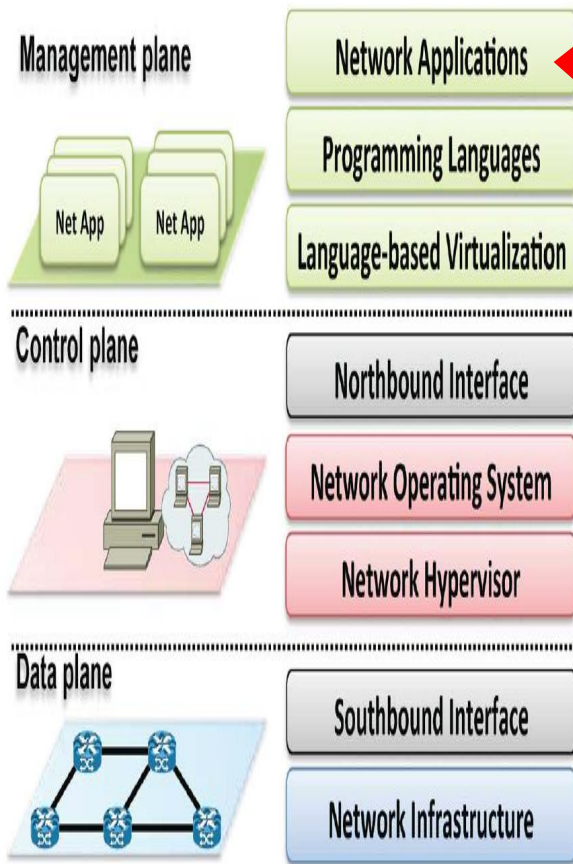 Management plane
Network Applications
Programming Languages
Net App Net App
Language-based Virtualization
Control plane
Northbound Interface
Network Operating System
Network Hypervisor
Data plane
Southbound Interface
Network Infrastructure